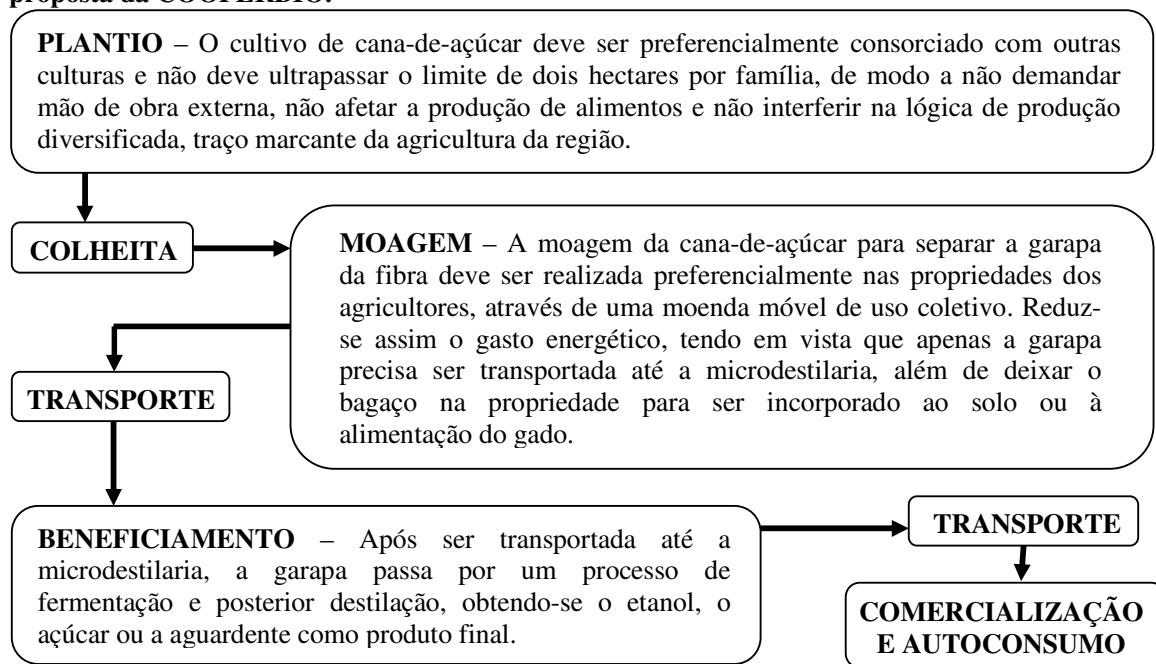 proposta da COOPERBIO.
PLANTIO – O cultivo de cana-de-açúcar deve ser preferencialmente consorciado com outras
culturas e não deve ultrapassar o limite de dois hectares por família, de modo a não demandar
mão de obra externa, não afetar a produção de alimentos e não interferir na lógica de produção
diversificada, traço marcante da agricultura da região.
COLHEITA
MOAGEM – A moagem da cana-de-açúcar para separar a garapa
da fibra deve ser realizada preferencialmente nas propriedades dos
agricultores, através de uma moenda móvel de uso coletivo. Reduz-
se assim o gasto energético, tendo em vista que apenas a garapa
precisa ser transportada até a microdestilaria, além de deixar o
bagaço na propriedade para ser incorporado ao solo ou à
alimentação do gado.
TRANSPORTE
BENEFICIAMENTO – Após ser transportada até a
microdestilaria, a garapa passa por um processo de
fermentação e posterior destilação, obtendo-se o etanol, o
açúcar ou a aguardente como produto final.
TRANSPORTE
COMERCIALIZAÇÃO
E AUTOCONSUMO